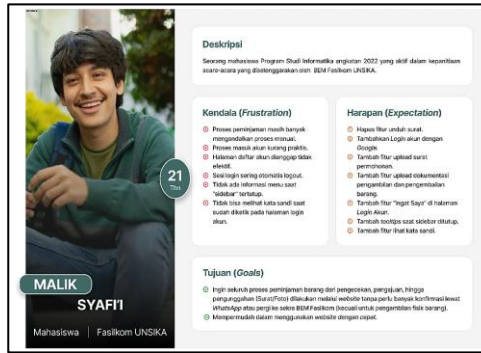 Deskripsi
Seorang mahasiswa Program Studi Informatika angkatan 2022 yang aktif dalam kepanitiaan
acara-acara yang diselenggarakan oleh BEM Fasilkom UNSIKA.
Kendala (Frustration)
Proses peminjaman masih banyak
mengandalkan proses manual.
Proses masuk akun kurang praktis.
Halaman daftar akun dianggap tidak
efektif.
Sesi login sering otomatis logout.
Tidak ada informasi menu saat
"sidebar" tertutup.
Tidak bisa melihat kata sandi saat
sudah diketik pada halaman login
akun.
Harapan (Expectation)
Hapus fitur unduh surat.
Tambahkan Login akun dengan
Google.
Tambah fitur upload surat
permohonan.
Tambah fitur upload dokumentasi
pengambilan dan pengembalian
barang.
Tambah fitur "Ingat Saya" di halaman
Login Akun.
Tambah tooltips saat sidebar ditutup.
Tambah fitur lihat kata sandi.
21
Thn
MALIK
SYAFI'I
Mahasiswa | Fasilkom UNSIKA
Tujuan (Goals)
Ingin seluruh proses peminjaman barang dari pengecekan, pengajuan, hingga
pengunggahan (Surat/Foto) dilakukan melalui website tanpa perlu banyak konfirmasi lewat
WhatsApp atau pergi ke sekre BEM Fasilkom (kecuali untuk pengambilan fisik barang).
Mempermudah dalam menggunakan website dengan cepat.